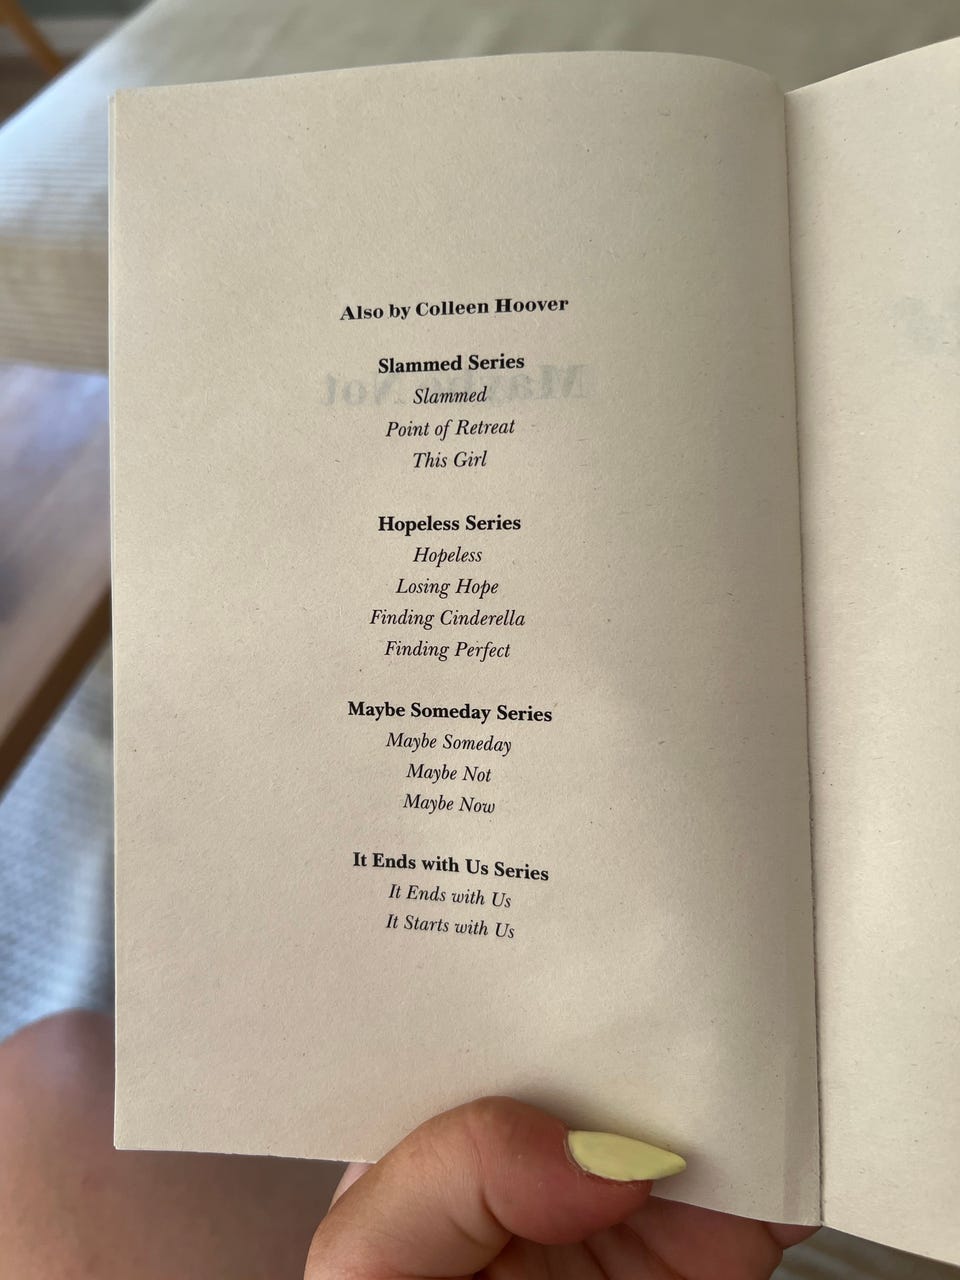 Also by Colleen Hoover
Slammed Series
Slammed
Point of Retreat
This Girl
Hopeless Series
Hopeless
Losing Hope
Finding Cinderella
Finding Perfect
Maybe Someday Series
Maybe Someday
Maybe Not
Maybe Now
It Ends with Us Series
It Ends with Us
It Starts with Us
Maybe Not